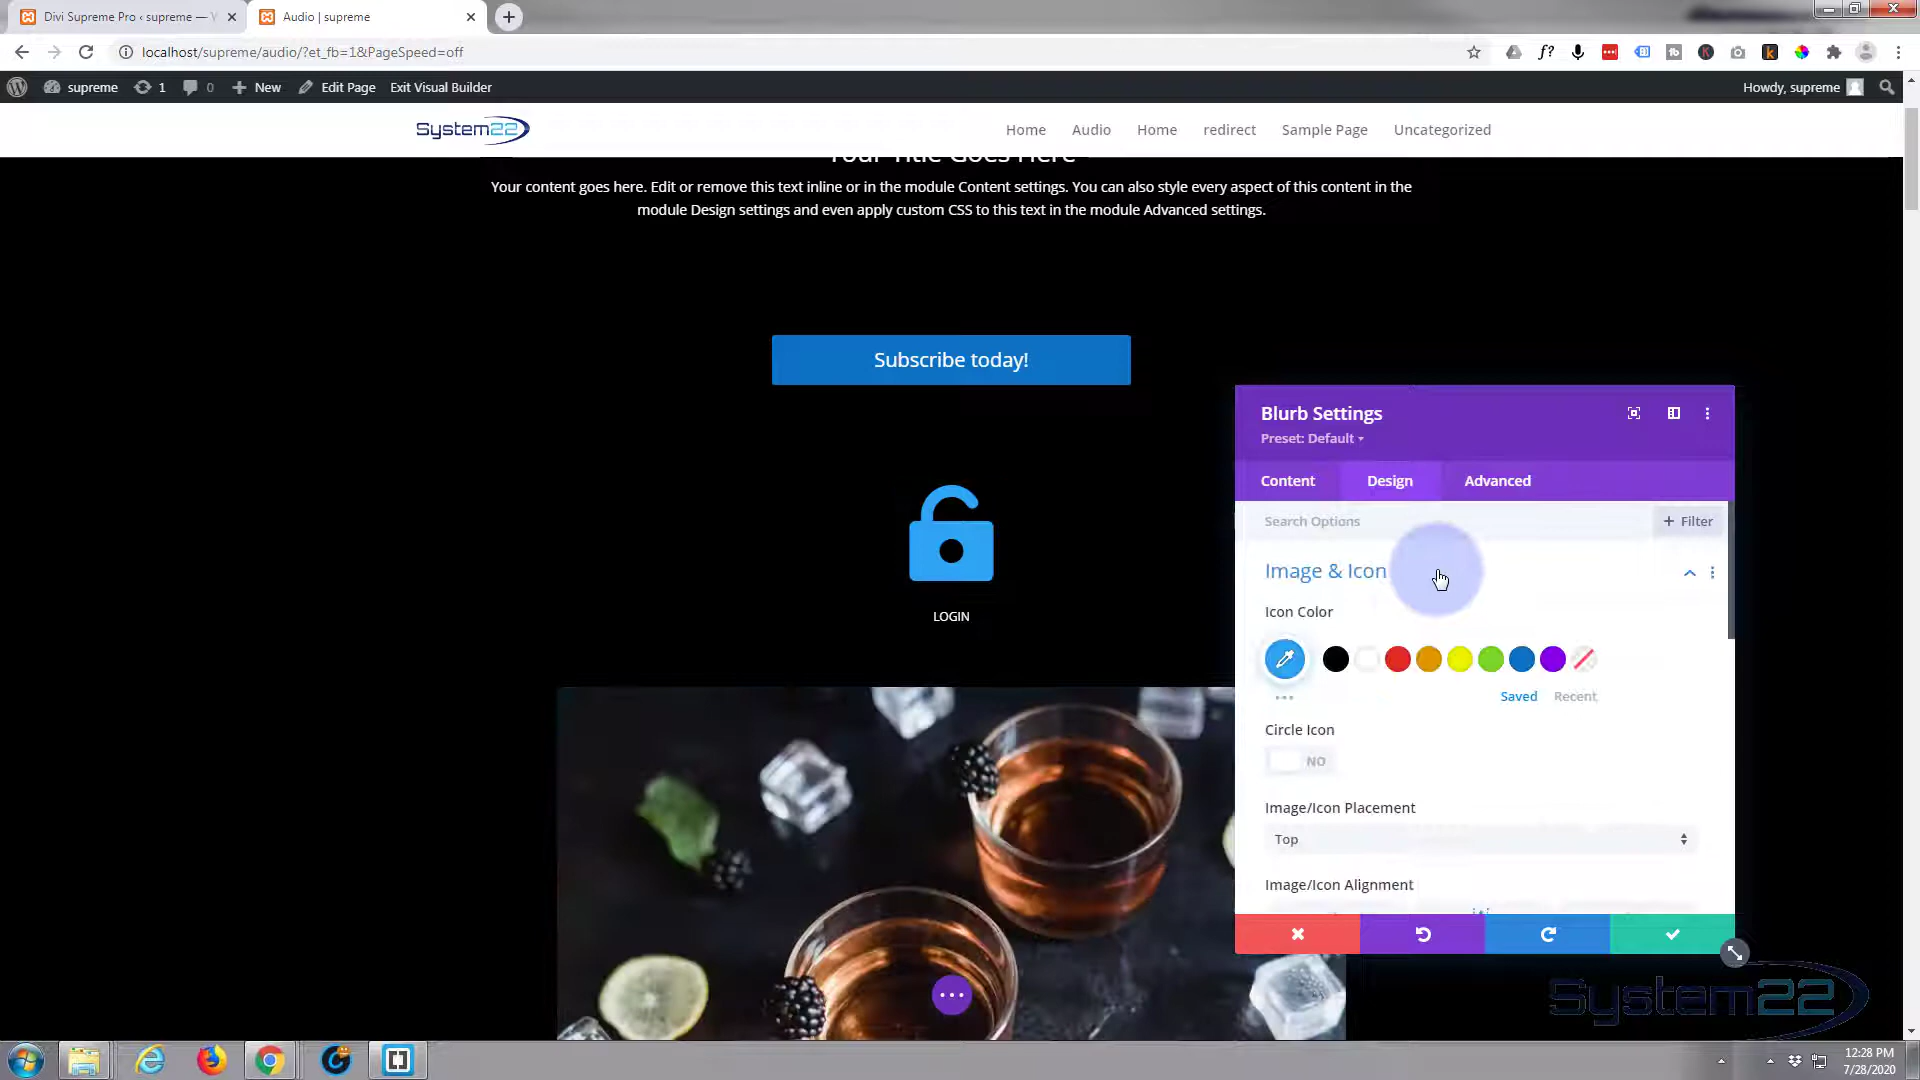 Divi Supreme Pro ‹ supreme —
Audio | supreme
localhost/supreme/audio/?et_fb=1&PageSpeed=off
supreme
1
0
New
Edit Page
Exit Visual Builder
Howdy, supreme
System22
Home
Audio
Home
redirect
Sample Page
Uncategorized
Your Title Goes Here
Your content goes here. Edit or remove this text inline or in the module Content settings. You can also style every aspect of this content in the
module Design settings and even apply custom CSS to this text in the module Advanced settings.
Subscribe today!
LOGIN
Blurb Settings
Preset: Default
Content
Design
Advanced
Search Options
+ Filter
Image & Icon
Icon Color
Saved
Recent
Circle Icon
NO
Image/Icon Placement
Top
Image/Icon Alignment
System22
12:28 PM
7/28/2020